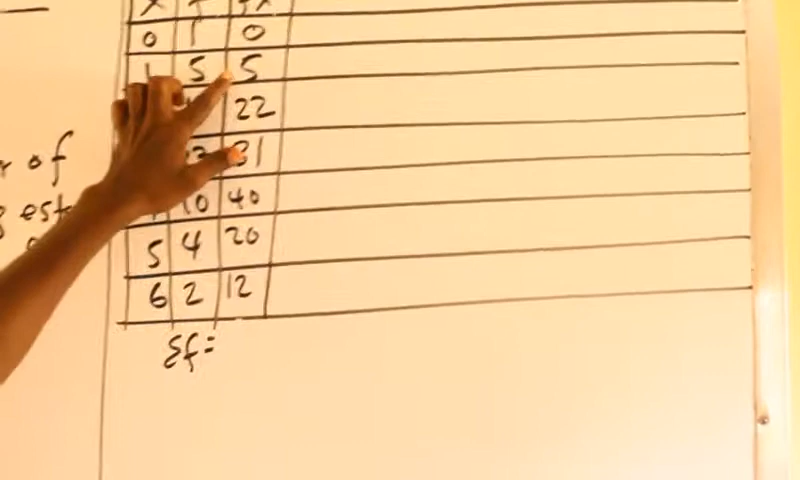 x f fx
0 1 0
1 5 5
22
31
10 40
5 4 20
6 2 12
Σf=
of
est